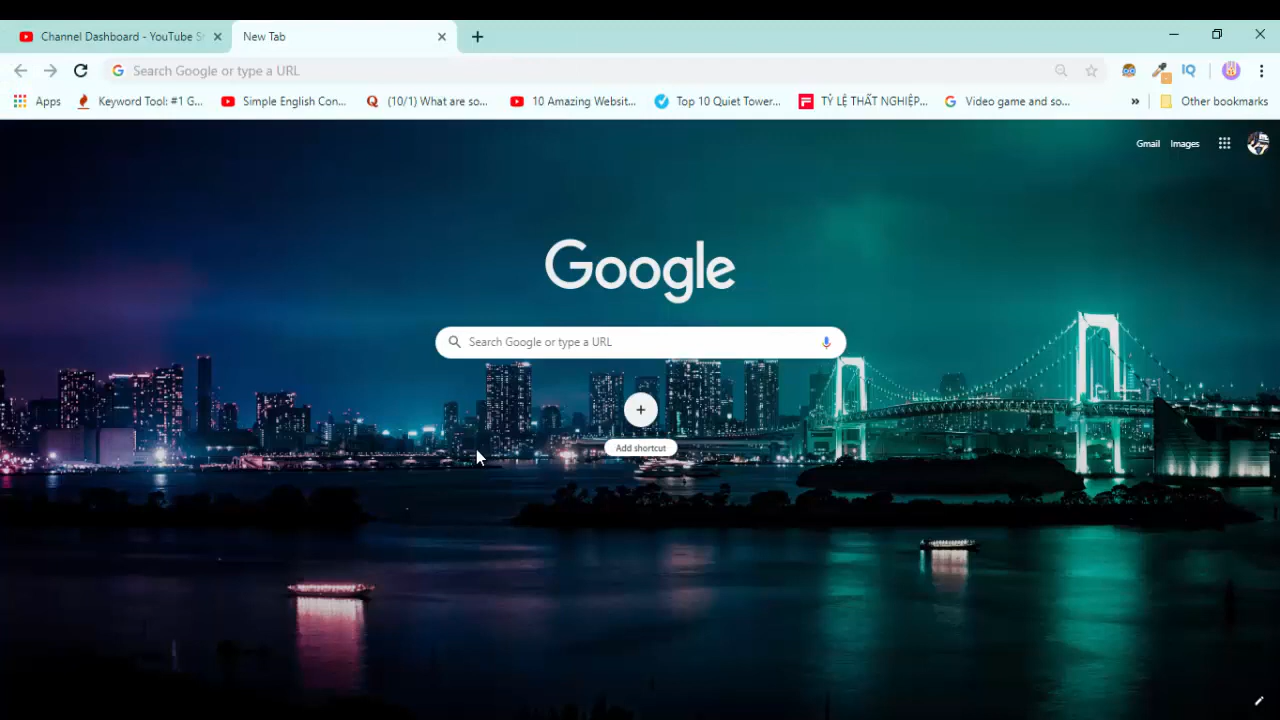 Channel Dashboard - YouTube S
New Tab
Search Google or type a URL
Apps
Keyword Tool: #1 G...
Simple English Con...
(10/1) What are so...
10 Amazing Websit...
Top 10 Quiet Tower...
TỶ LỆ THẤT NGHIỆP...
Video game and so...
Other bookmarks
Gmail
Images
Google
Search Google or type a URL
Add shortcut